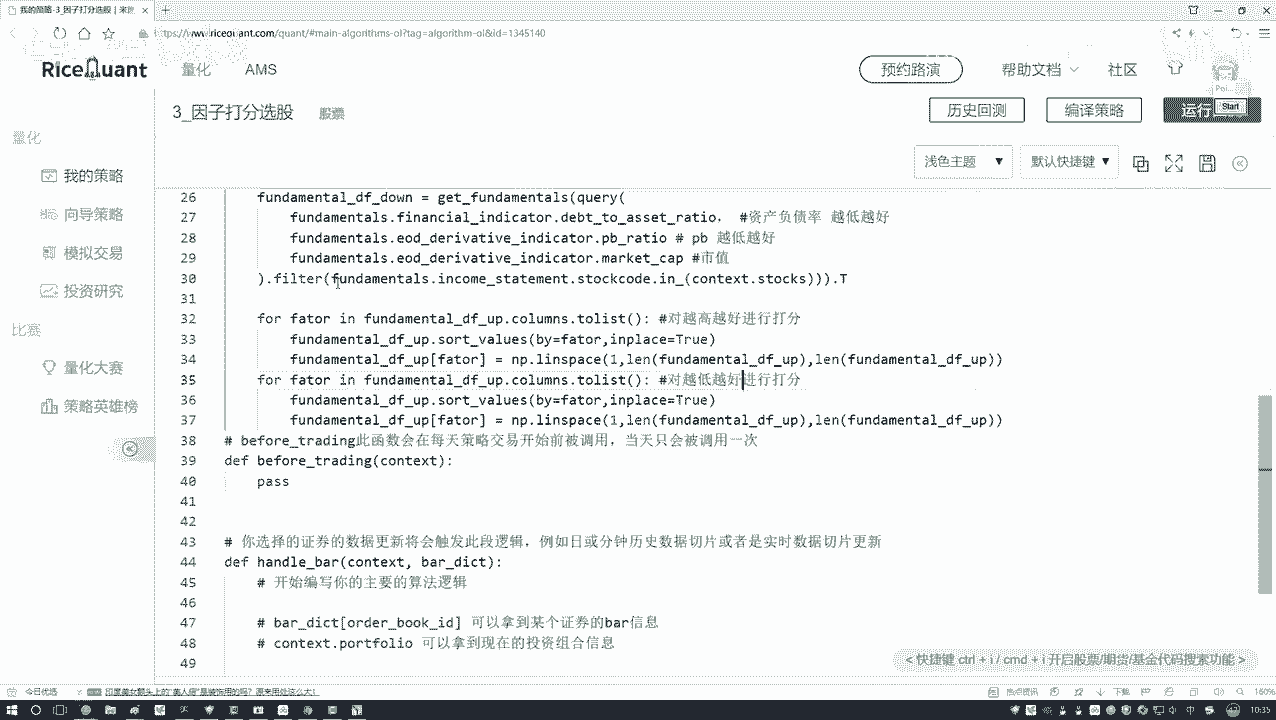 我的策略-3_因子打分选股 | 米筐
www.ricequant.com/quant/#main-algorithms-ol?tag=algorithm-ol&id=1345140
RiceQuant 量化 AMS 预约路演 帮助文档 社区
3_因子打分选股 股票 历史回测 编译策略 运行 Start
量化
浅色主题 默认快捷键
我的策略
向导策略
模拟交易
投资研究
比赛
量化大赛
策略英雄榜
26 fundamental_df_down = get_fundamentals(query(
27 fundamentals.financial_indicator.debt_to_asset_ratio, #资产负债率 越低越好
28 fundamentals.eod_derivative_indicator.pb_ratio # pb 越低越好
29 fundamentals.eod_derivative_indicator.market_cap #市值
30 ).filter(fundamentals.income_statement.stockcode.in_(context.stocks))).T
31
32 for fator in fundamental_df_up.columns.tolist(): #对越高越好进行打分
33 fundamental_df_up.sort_values(by=fator,inplace=True)
34 fundamental_df_up[fator] = np.linspace(1,len(fundamental_df_up),len(fundamental_df_up))
35 for fator in fundamental_df_up.columns.tolist(): #对越低越好进行打分
36 fundamental_df_up.sort_values(by=fator,inplace=True)
37 fundamental_df_up[fator] = np.linspace(1,len(fundamental_df_up),len(fundamental_df_up))
38 # before_trading此函数会在每天策略交易开始前被调用，当天只会被调用一次
39 def before_trading(context):
40 pass
41
42
43 # 你选择的证券的数据更新将会触发此段逻辑，例如日或分钟历史数据切片或者是实时数据切片更新
44 def handle_bar(context, bar_dict):
45 # 开始编写你的主要的算法逻辑
46
47 # bar_dict[order_book_id] 可以拿到某个证券的bar信息
48 # context.portfolio 可以拿到现在的投资组合信息
49
< 快捷键 ctrl + i / cmd + i 开启股票/期货/基金代码搜索功能 >
今日优选 热点资讯 下载 160%
10:35